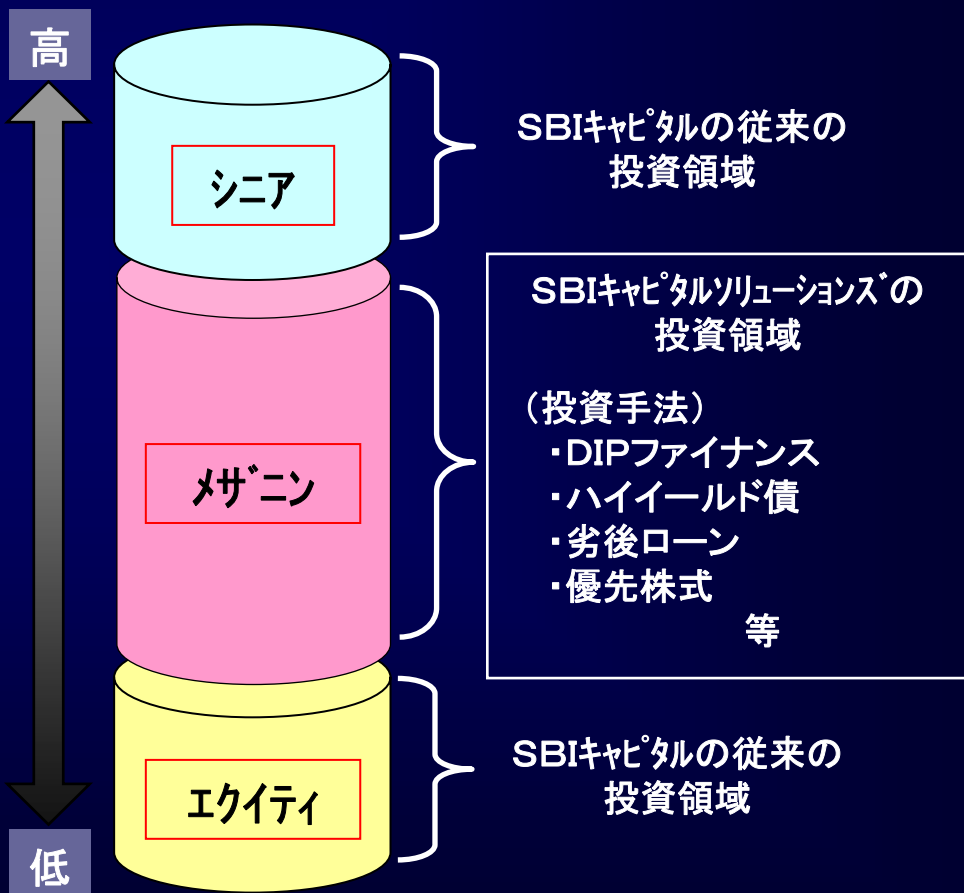 高
シニア
SBIキャピタルの従来の
投資領域
SBIキャピタルソリューションズの
投資領域
(投資手法)
・DIPファイナンス
・ハイイールド債
・劣後ローン
・優先株式
等
メザニン
エクイティ
SBIキャピタルの従来の
投資領域
低